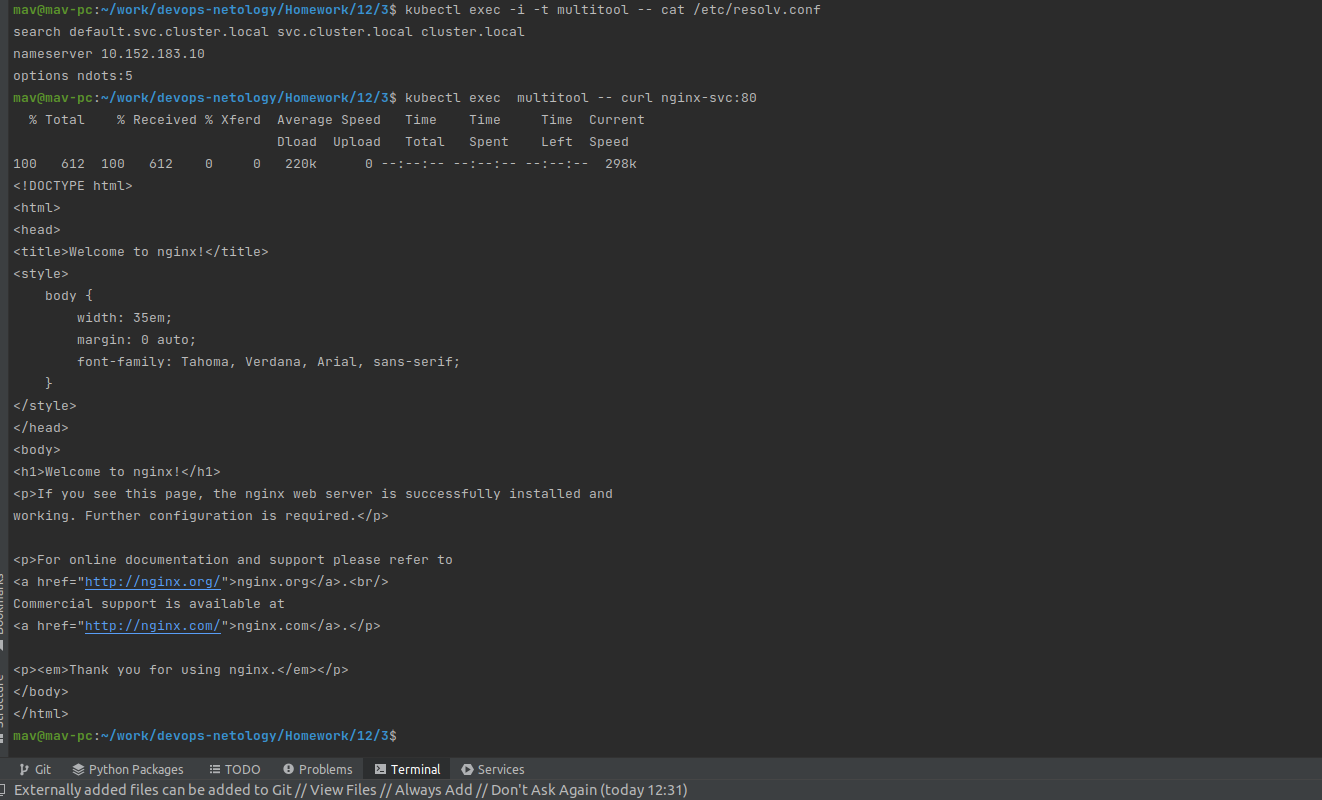 mav@mav-pc:~/work/devops-netology/Homework/12/3$ kubectl exec -i -t multitool -- cat /etc/resolv.conf
search default.svc.cluster.local svc.cluster.local cluster.local
nameserver 10.152.183.10
options ndots:5
mav@mav-pc:~/work/devops-netology/Homework/12/3$ kubectl exec  multitool -- curl nginx-svc:80
  % Total    % Received % Xferd  Average Speed   Time    Time     Time  Current
                                 Dload  Upload   Total   Spent    Left  Speed
100   612  100   612    0     0   220k      0 --:--:-- --:--:-- --:--:--  298k
<!DOCTYPE html>
<html>
<head>
<title>Welcome to nginx!</title>
<style>
    body {
        width: 35em;
        margin: 0 auto;
        font-family: Tahoma, Verdana, Arial, sans-serif;
    }
</style>
</head>
<body>
<h1>Welcome to nginx!</h1>
<p>If you see this page, the nginx web server is successfully installed and
working. Further configuration is required.</p>

<p>For online documentation and support please refer to
<a href="http://nginx.org/">nginx.org</a>.<br/>
Commercial support is available at
<a href="http://nginx.com/">nginx.com</a>.</p>

<p><em>Thank you for using nginx.</em></p>
</body>
</html>
mav@mav-pc:~/work/devops-netology/Homework/12/3$
Git Python Packages TODO Problems Terminal Services
Externally added files can be added to Git // View Files // Always Add // Don't Ask Again (today 12:31)